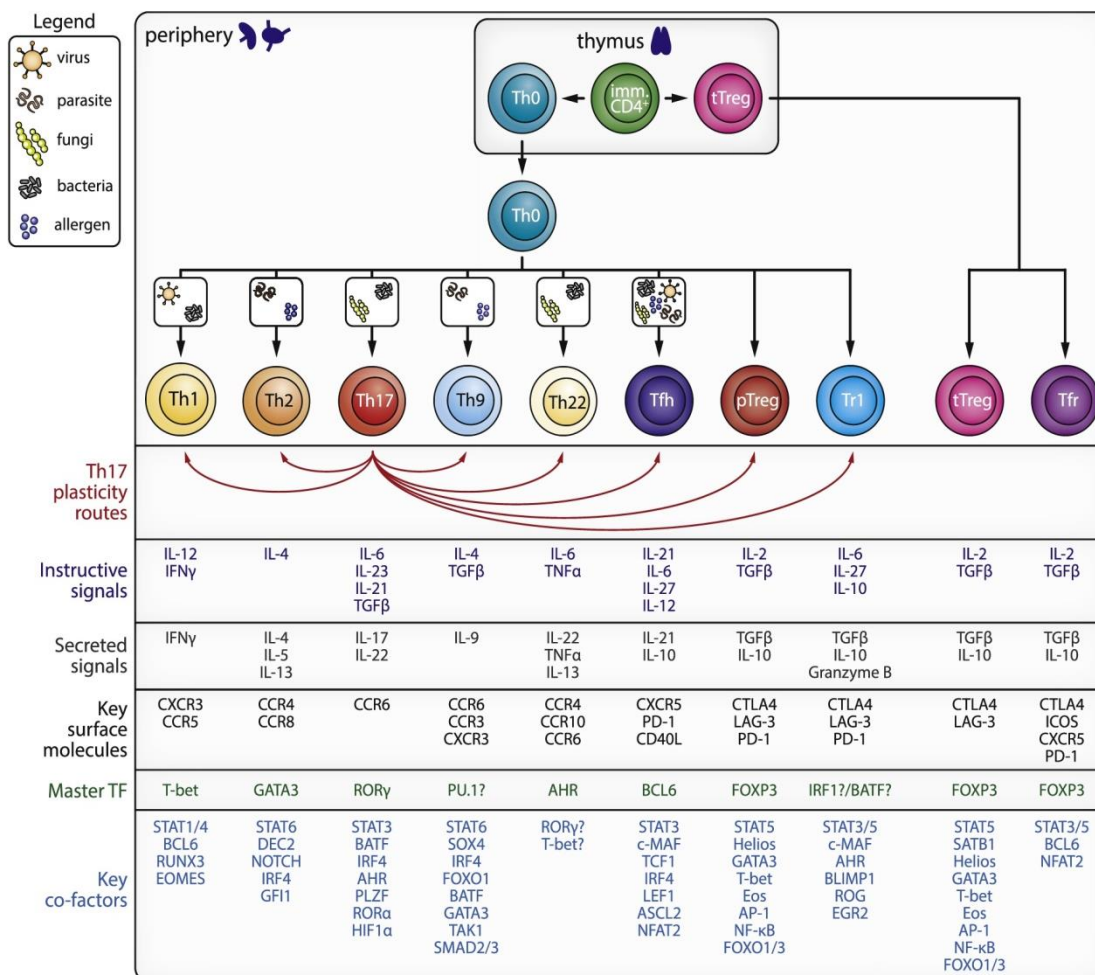 Legend
virus
parasite
fungi
bacteria
allergen
periphery
thymus
Th0
imm.
CD4+
tTreg
Th0
Th1
Th2
Th17
Th9
Th22
Tfh
pTreg
Tr1
tTreg
Tfr
Th17
plasticity
routes
Instructive
signals
IL-12
IFNγ
IL-4
IL-6
IL-23
IL-21
TGFβ
IL-4
TGFβ
IL-6
TNFα
IL-21
IL-6
IL-27
IL-12
IL-2
TGFβ
IL-6
IL-27
IL-10
IL-2
TGFβ
IL-2
TGFβ
Secreted
signals
IFNγ
IL-4
IL-5
IL-13
IL-17
IL-22
IL-9
IL-22
TNFα
IL-13
IL-21
IL-10
TGFβ
IL-10
TGFβ
IL-10
Granzyme B
TGFβ
IL-10
TGFβ
IL-10
Key
surface
molecules
CXCR3
CCR5
CCR4
CCR8
CCR6
CCR6
CCR3
CXCR3
CCR4
CCR10
CCR6
CXCR5
PD-1
CD40L
CTLA4
LAG-3
PD-1
CTLA4
LAG-3
PD-1
CTLA4
LAG-3
CTLA4
ICOS
CXCR5
PD-1
Master TF
T-bet
GATA3
RORγ
PU.1?
AHR
BCL6
FOXP3
IRF1?/BATF?
FOXP3
FOXP3
Key
co-factors
STAT1/4
BCL6
RUNX3
EOMES
STAT6
DEC2
NOTCH
IRF4
GFI1
STAT3
BATF
IRF4
AHR
PLZF
RORα
HIF1α
STAT6
SOX4
IRF4
FOXO1
BATF
GATA3
TAK1
SMAD2/3
RORγ?
T-bet?
STAT3
c-MAF
TCF1
IRF4
LEF1
ASCL2
NFAT2
STAT5
Helios
GATA3
T-bet
Eos
AP-1
NF-κB
FOXO1/3
STAT3/5
c-MAF
AHR
BLIMP1
ROG
EGR2
STAT5
SATB1
Helios
GATA3
T-bet
Eos
AP-1
NF-κB
FOXO1/3
STAT3/5
BCL6
NFAT2